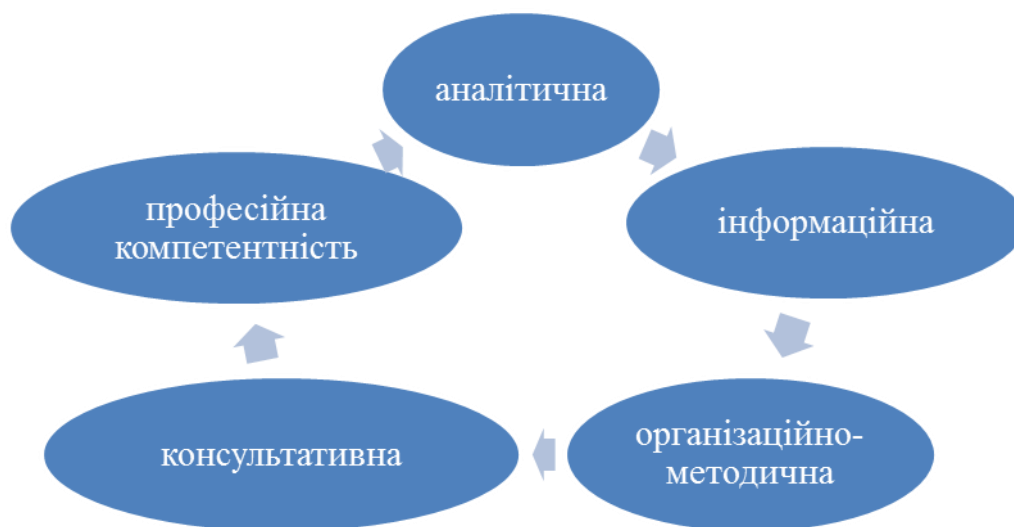 аналітична
інформаційна
організаційно-
методична
консультативна
професійна
компетентність